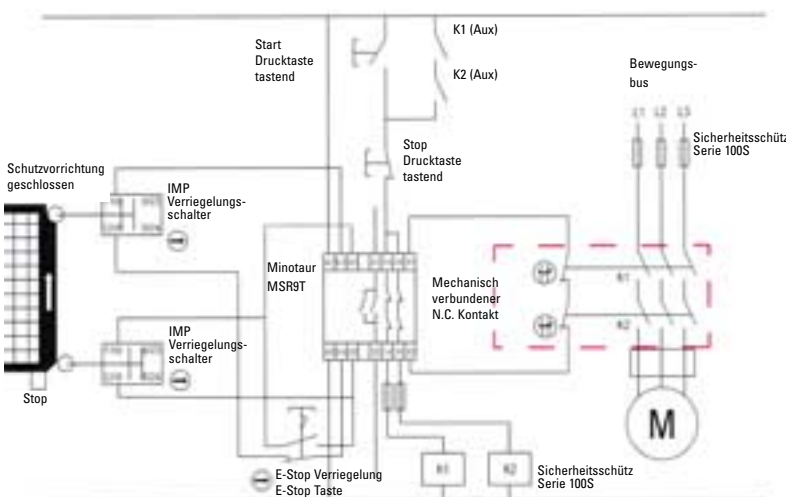 Start
Drucktaste
tastend
K1 (Aux)
K2 (Aux)
Bewegungs-
bus
L1 L2 L3
Sicherheitsschütz
Serie 100S
Stop
Drucktaste
tastend
Schutzvorrichtung
geschlossen
IMP
Verriegelungs-
schalter
Minotaur
MSR9T
Mechanisch
verbundener
N.C. Kontakt
K1
K2
IMP
Verriegelungs-
schalter
Stop
M
E-Stop Verriegelung
E-Stop Taste
K1
K2
Sicherheitsschütz
Serie 100S